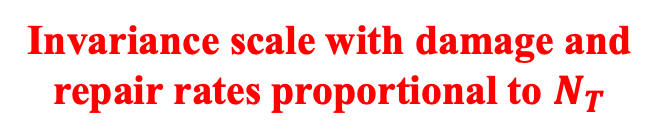 Invariance scale with damage and
repair rates proportional to N_T